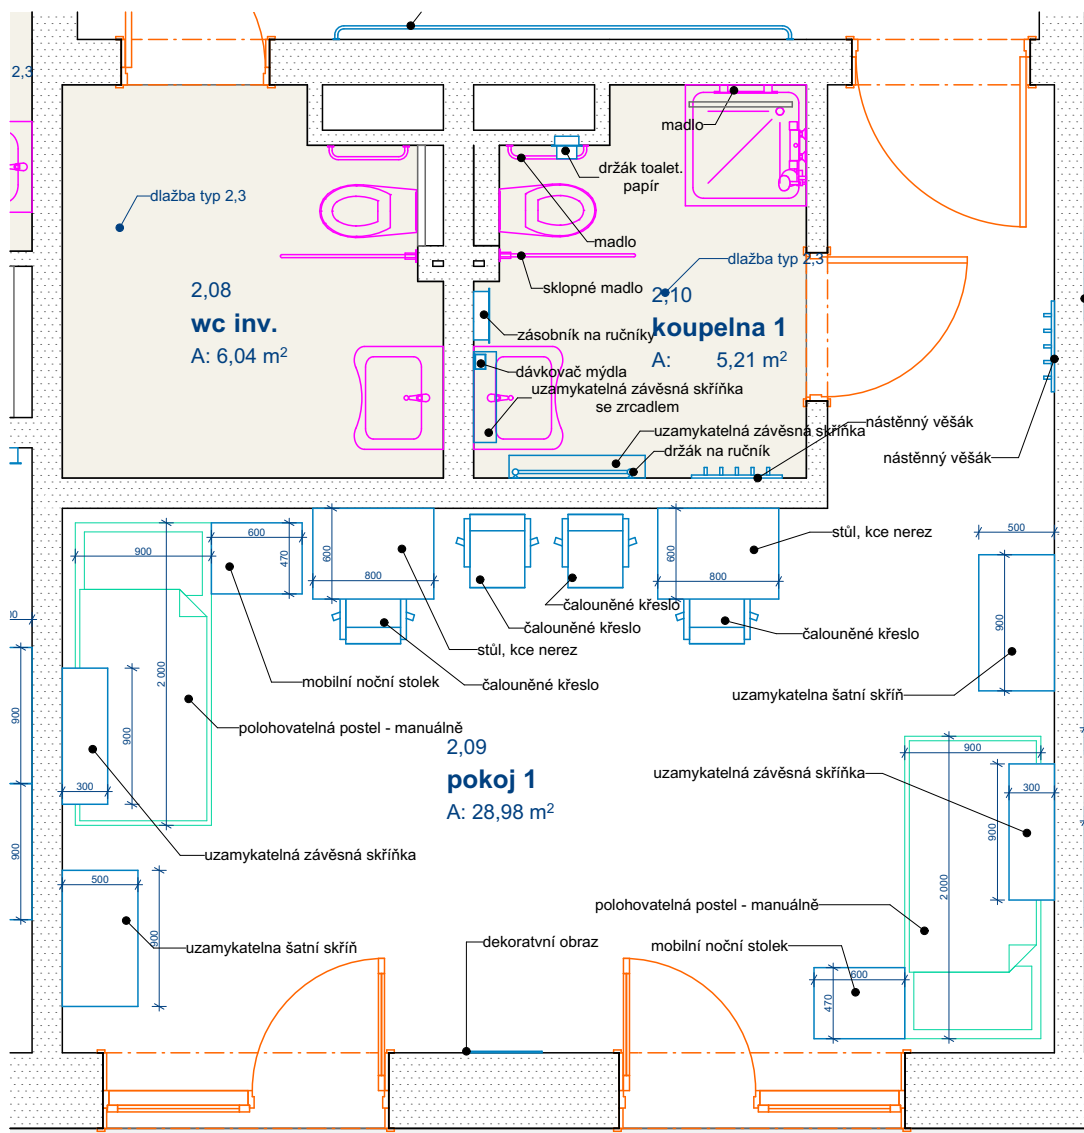 2,3
madlo
držák toalet.
papír
dlažba typ 2,3
madlo
dlažba typ 2,3
sklopné madlo
2,08
wc inv.
A: 6,04 m²
2,10
koupelna 1
A: 5,21 m²
zásobník na ručníky
dávkovač mýdla
uzamykatelná závěsná skříňka
se zrcadlem
uzamykatelná závěsná skříňka
držák na ručník
nástěnný věšák
nástěnný věšák
900
600
470
600
800
600
800
stůl, kce nerez
500
900
čalouněné křeslo
čalouněné křeslo
čalouněné křeslo
stůl, kce nerez
mobilní noční stolek
čalouněné křeslo
uzamykatelna šatní skříň
2 000
polohovatelná postel - manuálně
900
900
300
2,09
pokoj 1
A: 28,98 m²
900
uzamykatelná závěsná skříňka
300
900
2 000
900
uzamykatelná závěsná skříňka
500
900
uzamykatelna šatní skříň
polohovatelná postel - manuálně
dekoratvní obraz
mobilní noční stolek
600
470